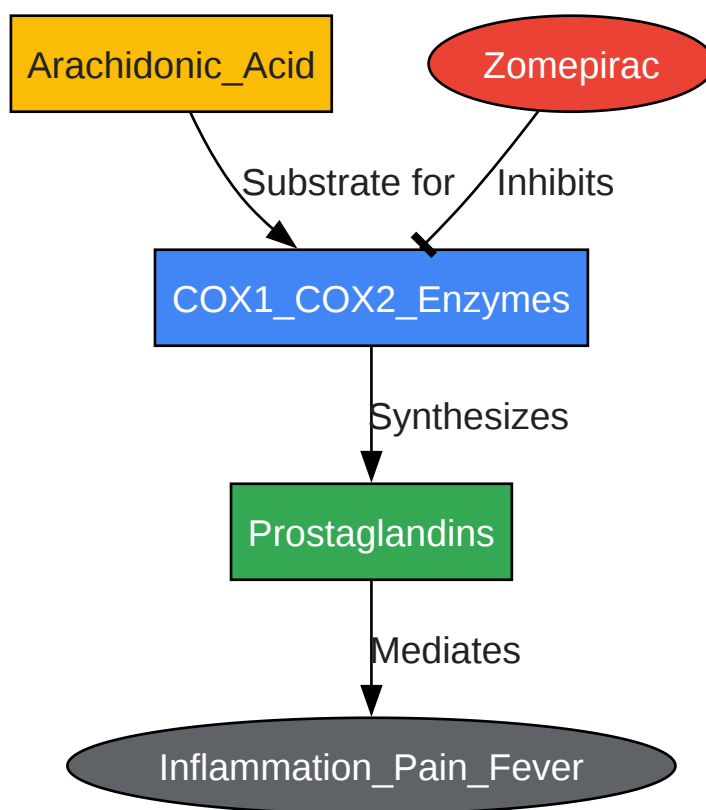 Arachidonic_Acid
Zomepirac
Substrate for
Inhibits
COX1_COX2_Enzymes
Synthesizes
Prostaglandins
Mediates
Inflammation_Pain_Fever